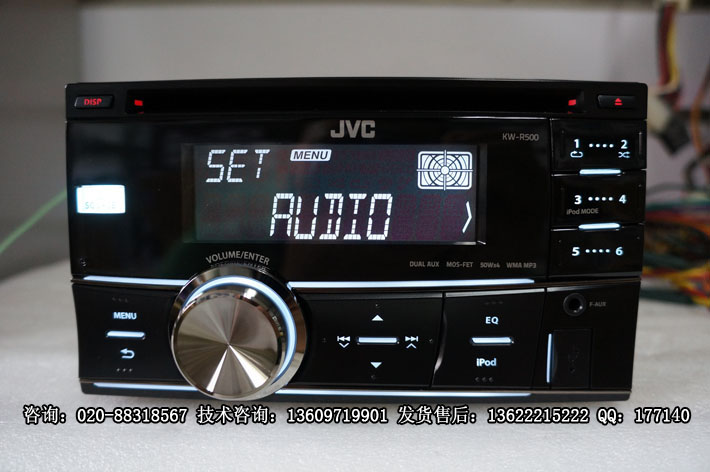 DISP
JVC
KW-R500
SET MENU
AUDIO
1 2
3 4
iPod MODE
5 6
VOLUME/ENTER
DUAL AUX MOS-FET 50Wx4 WMA MP3
MENU
EQ
iPod
F-AUX
咨询：020-88318567 技术咨询：13609719901 发货售后：13622215222 QQ：177140